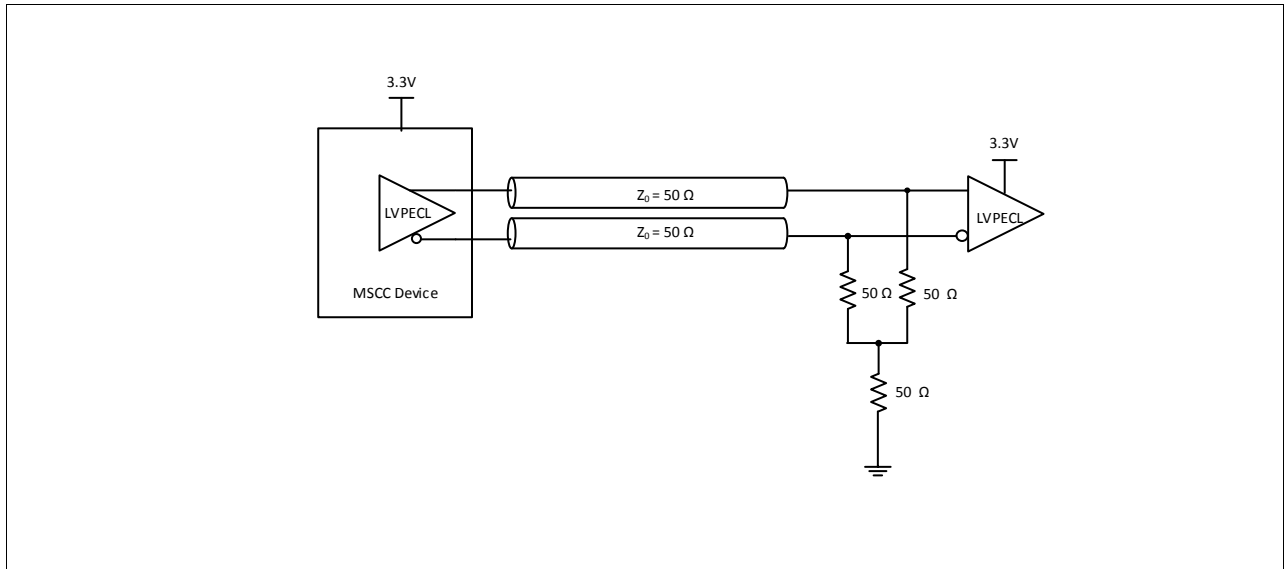 3.3V
3.3V
LVPECL
Z0 = 50 Ω
LVPECL
Z0 = 50 Ω
MSCC Device
50 Ω
50 Ω
50 Ω